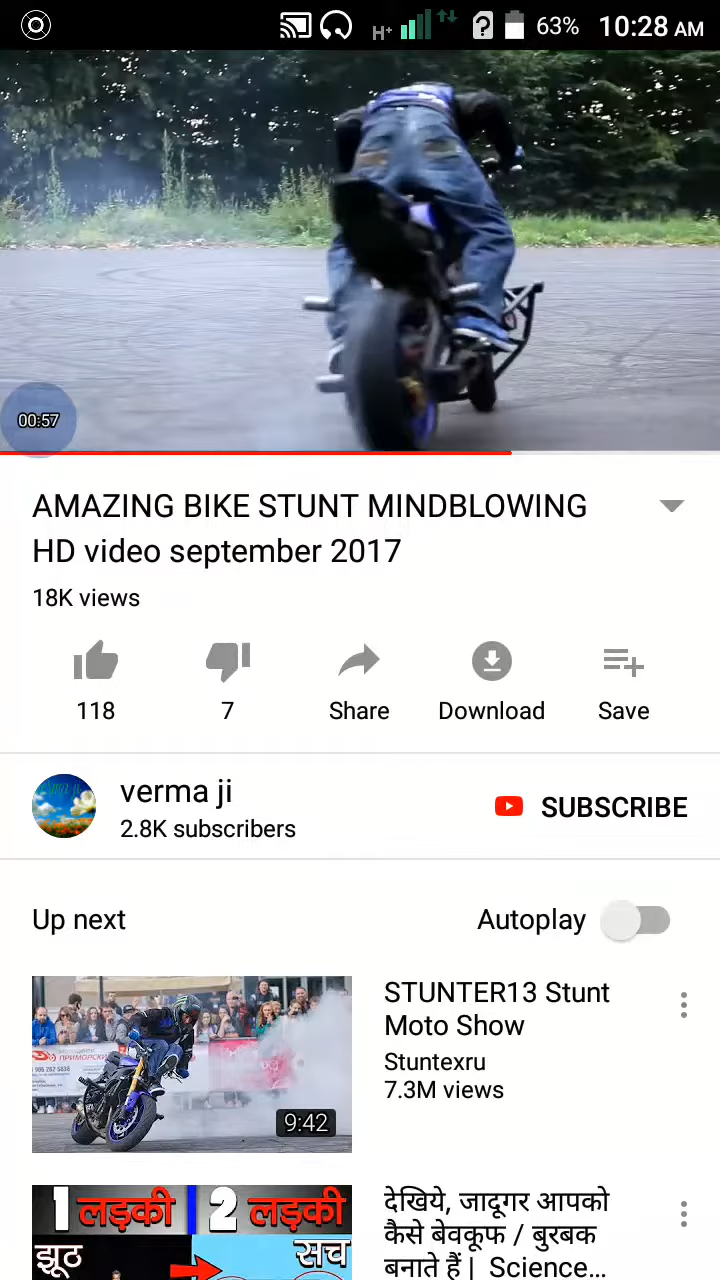 H+ 63% 10:28 AM
00:57
AMAZING BIKE STUNT MINDBLOWING
HD video september 2017
18K views
118
7
Share
Download
Save
verma ji
2.8K subscribers
SUBSCRIBE
Up next
Autoplay
ПРИМОРСКИ
9:42
STUNTER13 Stunt
Moto Show
Stuntexru
7.3M views
1 लड़की
2 लड़की
झूठ
सच
देखिये, जादूगर आपको
कैसे बेवकूफ / बुरबक
बनाते हैं | Science...